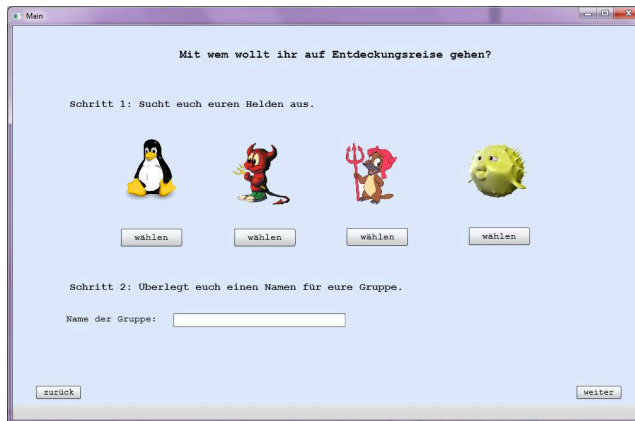 Main
Mit wem wollt ihr auf Entdeckungsreise gehen?
Schritt 1: Sucht euch euren Helden aus.
wählen wählen wählen wählen
Schritt 2: Überlegt euch einen Namen für eure Gruppe.
Name der Gruppe:
zurück weiter